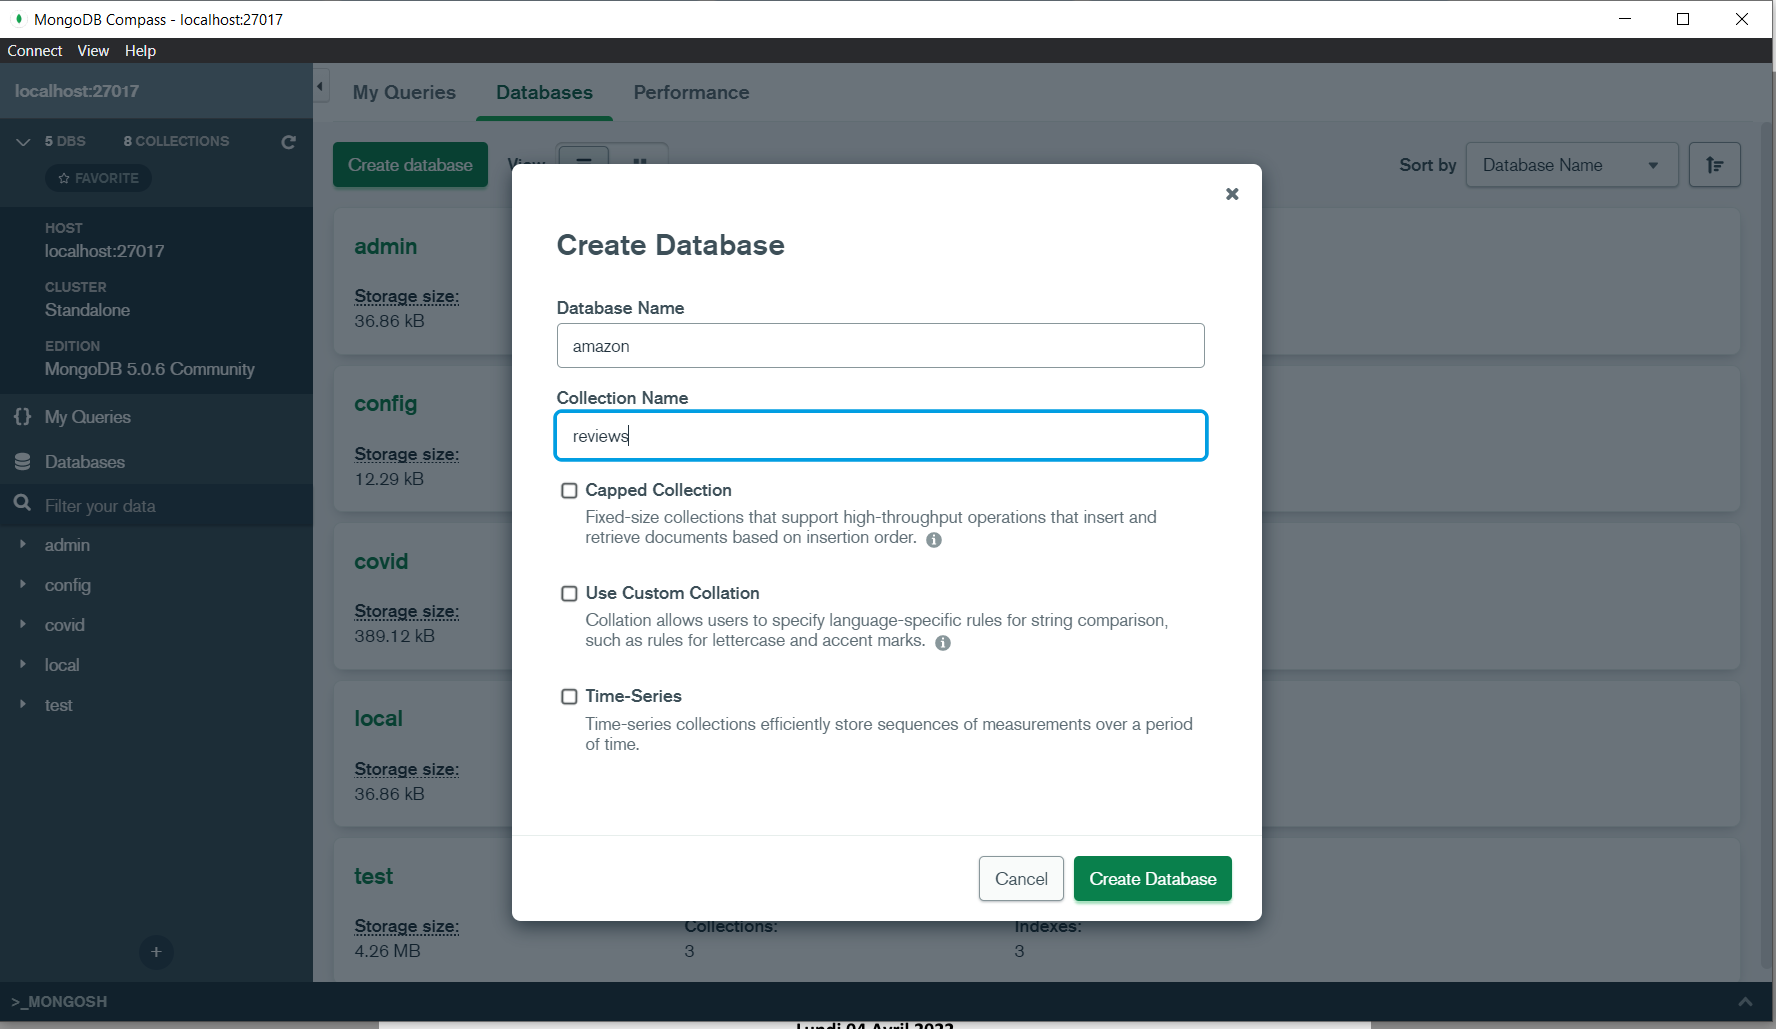 MongoDB Compass - localhost:27017
Connect View Help
localhost:27017
5 DBS 8 COLLECTIONS
FAVORITE
HOST
localhost:27017
CLUSTER
Standalone
EDITION
MongoDB 5.0.6 Community
{} My Queries
Databases
Filter your data
admin
config
covid
local
test
+
My Queries Databases Performance
Create database View Sort by Database Name
admin
Storage size:
36.86 kB
config
Storage size:
12.29 kB
covid
Storage size:
389.12 kB
local
Storage size:
36.86 kB
test
Storage size: Collections: Indexes:
4.26 MB 3 3
Create Database
Database Name
amazon
Collection Name
reviews
Capped Collection
Fixed-size collections that support high-throughput operations that insert and
retrieve documents based on insertion order.
Use Custom Collation
Collation allows users to specify language-specific rules for string comparison,
such as rules for lettercase and accent marks.
Time-Series
Time-series collections efficiently store sequences of measurements over a period
of time.
Cancel Create Database
>_MONGOSH
Lundi 04 Avril 2022